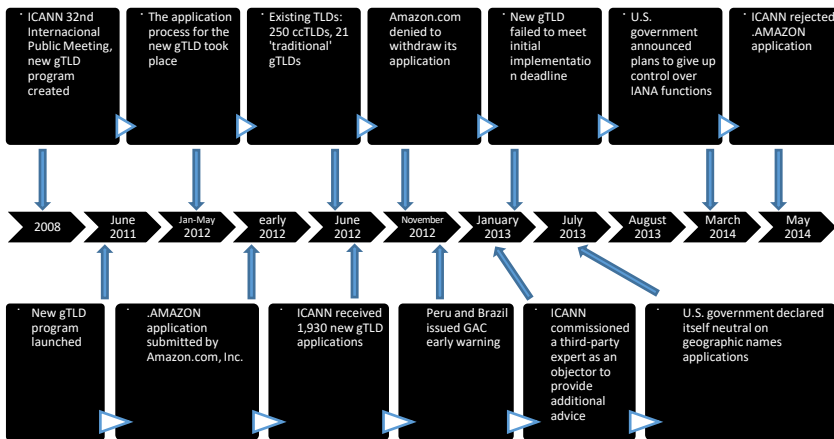 · ICANN 32nd
Internacional
Public Meeting,
new gTLD
program
created
· The application
process for the
new gTLD took
place
· Existing TLDs:
250 ccTLDs, 21
'traditional'
gTLDs
Amazon.com
denied to
withdraw its
application
· New gTLD
failed to meet
initial
implementatio
n deadline
· U.S.
government
announced
plans to give up
control over
IANA functions
· ICANN rejected
.AMAZON
application
2008
June
2011
Jan-May
2012
early
2012
June
2012
November
2012
January
2013
July
2013
August
2013
March
2014
May
2014
· New gTLD
program
launched
· .AMAZON
application
submitted by
Amazon.com, Inc.
· ICANN received
1,930 new gTLD
applications
· Peru and Brazil
issued GAC
early warning
· ICANN
commissioned
a third-party
expert as an
objector to
provide
additional
advice
· U.S. government declared
itself neutral on
geographic names
applications